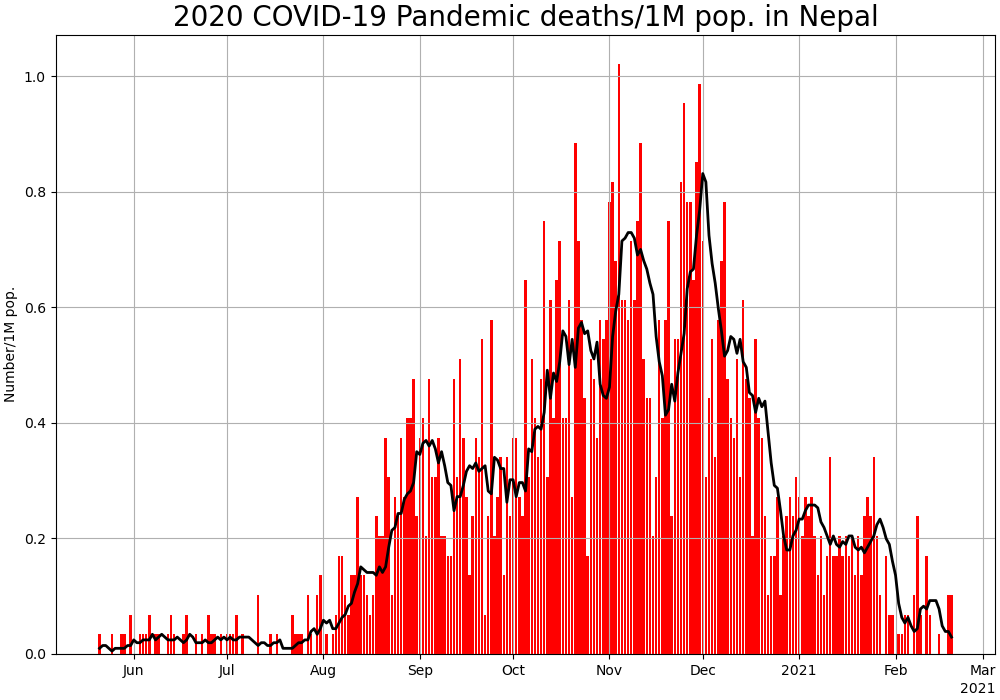 2020 COVID-19 Pandemic deaths/1M pop. in Nepal
Number/1M pop.
1.0
0.8
0.6
0.4
0.2
0.0
Jun Jul Aug Sep Oct Nov Dec 2021 Feb Mar
2021